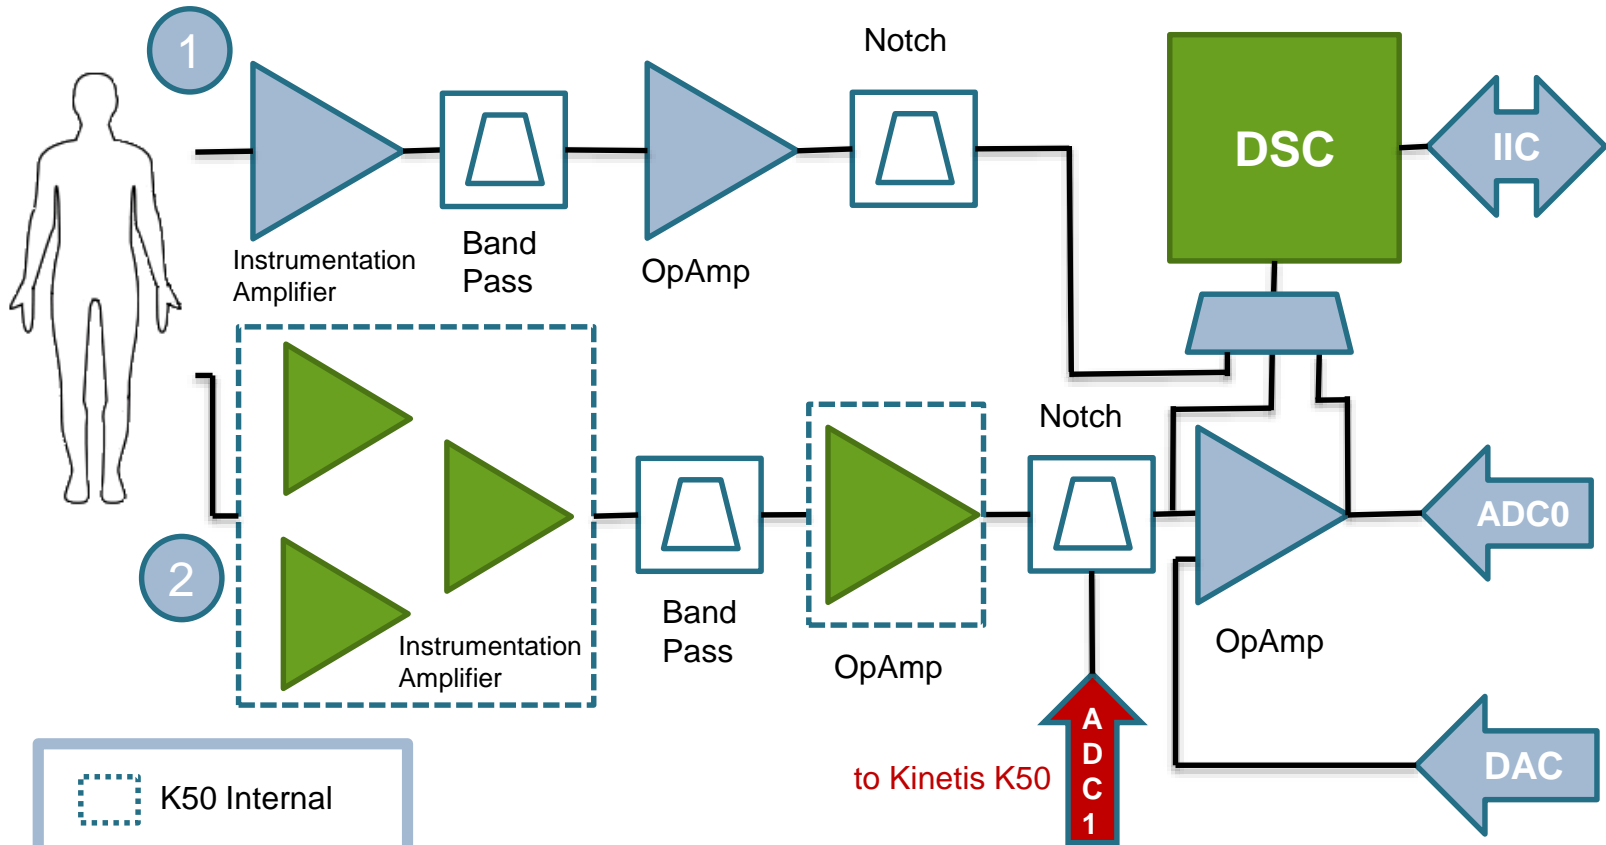 1
Notch
DSC
IIC
Instrumentation
Amplifier
Band
Pass
OpAmp
Notch
ADC0
2
Instrumentation
Amplifier
Band
Pass
OpAmp
OpAmp
to Kinetis K50
A
D
C
1
DAC
K50 Internal